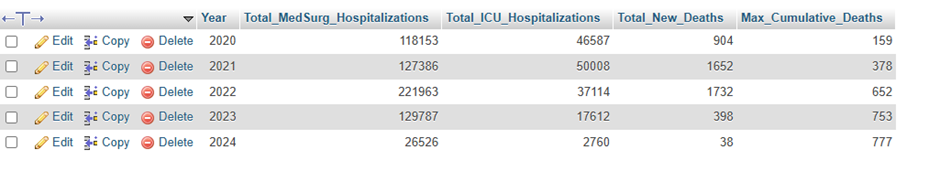 Year Total_MedSurg_Hospitalizations Total_ICU_Hospitalizations Total_New_Deaths Max_Cumulative_Deaths
Edit Copy Delete 2020 118153 46587 904 159
Edit Copy Delete 2021 127386 50008 1652 378
Edit Copy Delete 2022 221963 37114 1732 652
Edit Copy Delete 2023 129787 17612 398 753
Edit Copy Delete 2024 26526 2760 38 777